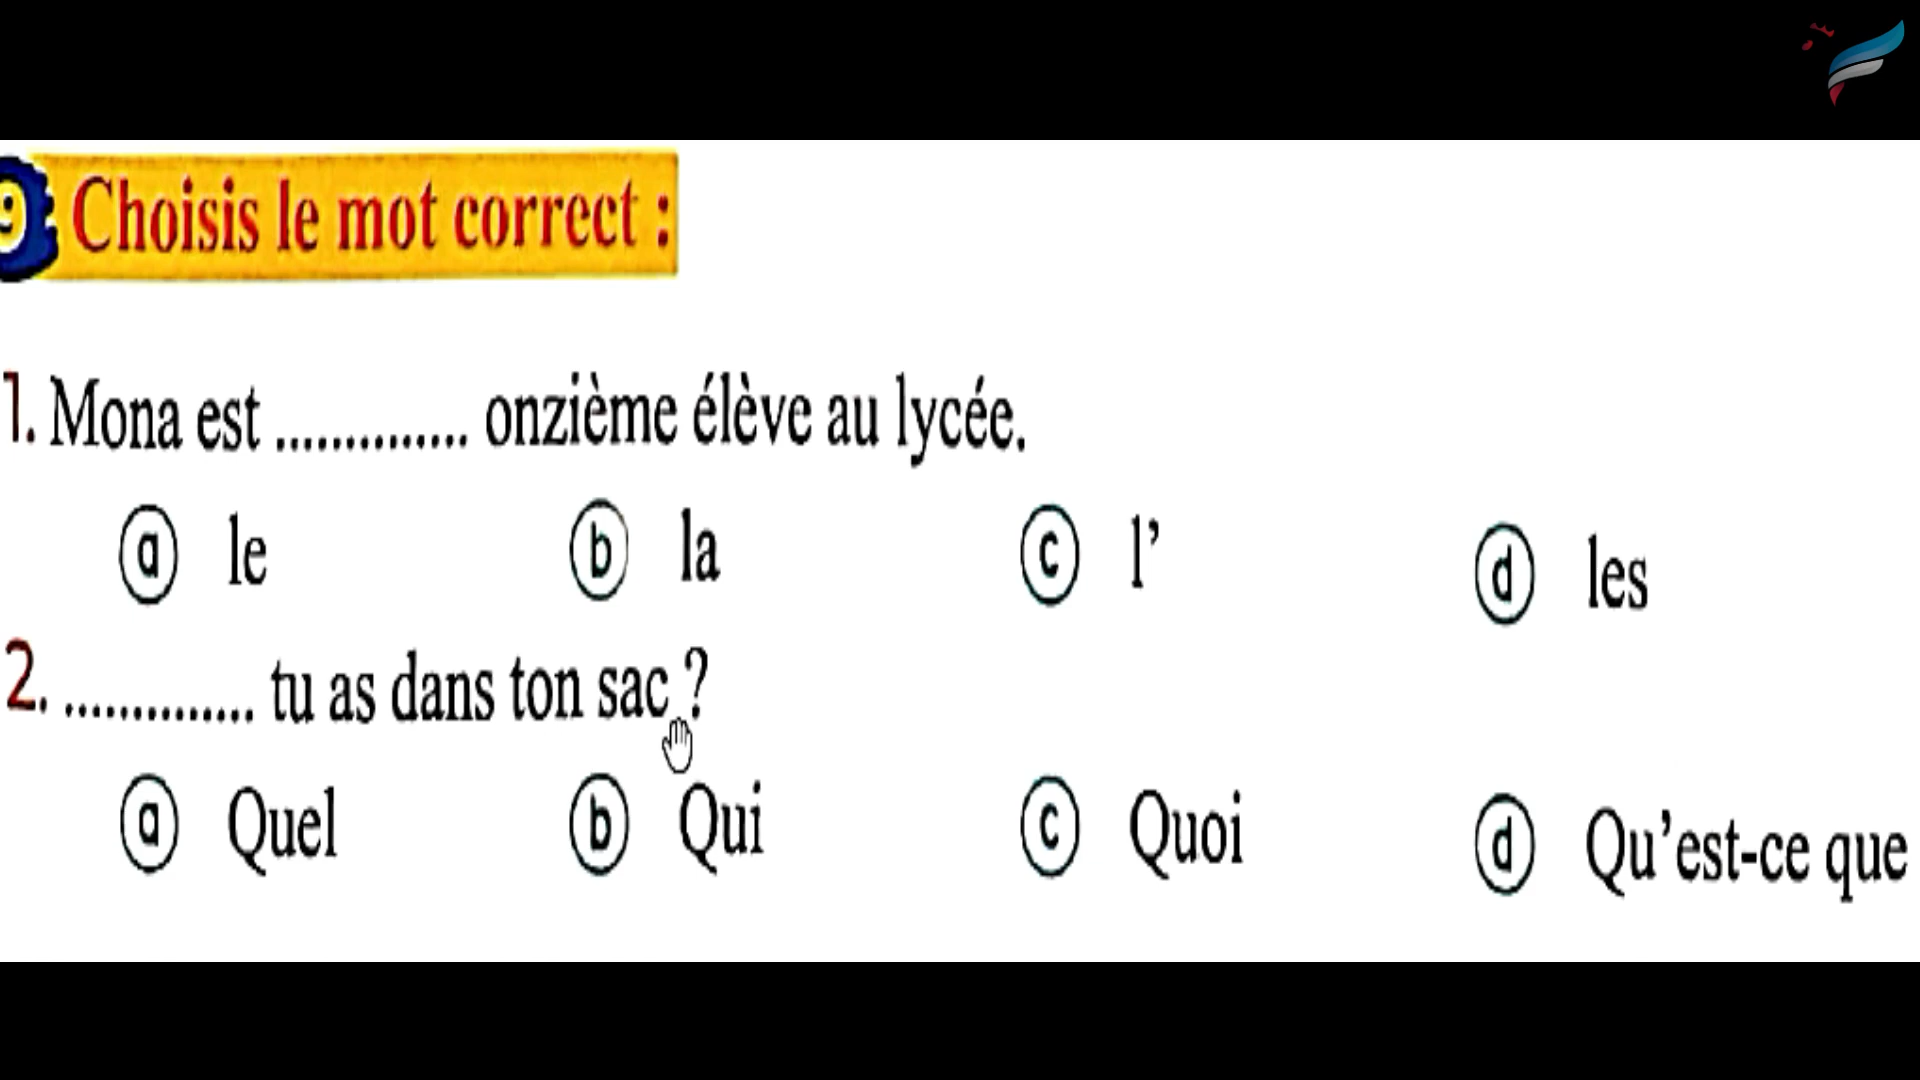 9 Choisis le mot correct :
1. Mona est .............. onzième élève au lycée.
a le b la c l’ d les
2. .............. tu as dans ton sac ?
a Quel b Qui c Quoi d Qu’est-ce que